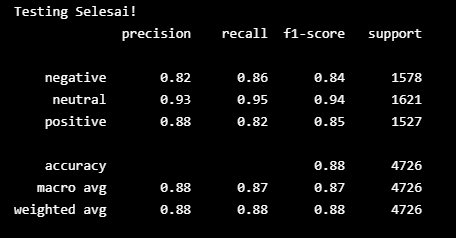 Testing Selesai!
precision recall f1-score support
negative 0.82 0.86 0.84 1578
neutral 0.93 0.95 0.94 1621
positive 0.88 0.82 0.85 1527
accuracy 0.88 4726
macro avg 0.88 0.87 0.87 4726
weighted avg 0.88 0.88 0.88 4726